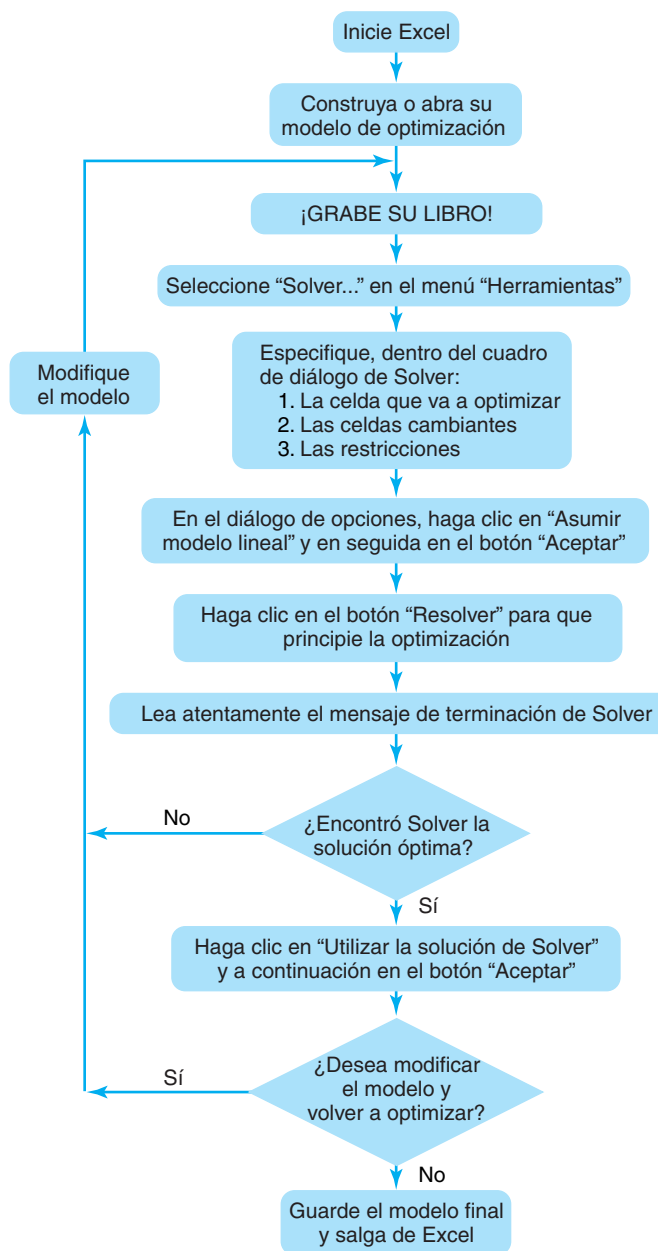 Inicie Excel
Construya o abra su
modelo de optimización
¡GRABE SU LIBRO!
Seleccione “Solver...” en el menú “Herramientas”
Especifique, dentro del cuadro
de diálogo de Solver:
1. La celda que va a optimizar
2. Las celdas cambiantes
3. Las restricciones
Modifique
el modelo
En el diálogo de opciones, haga clic en “Asumir
modelo lineal” y en seguida en el botón “Aceptar”
Haga clic en el botón “Resolver” para que
principie la optimización
Lea atentamente el mensaje de terminación de Solver
¿Encontró Solver la
solución óptima?
No
Sí
Haga clic en “Utilizar la solución de Solver”
y a continuación en el botón “Aceptar”
¿Desea modificar
el modelo y
volver a optimizar?
Sí
No
Guarde el modelo final
y salga de Excel